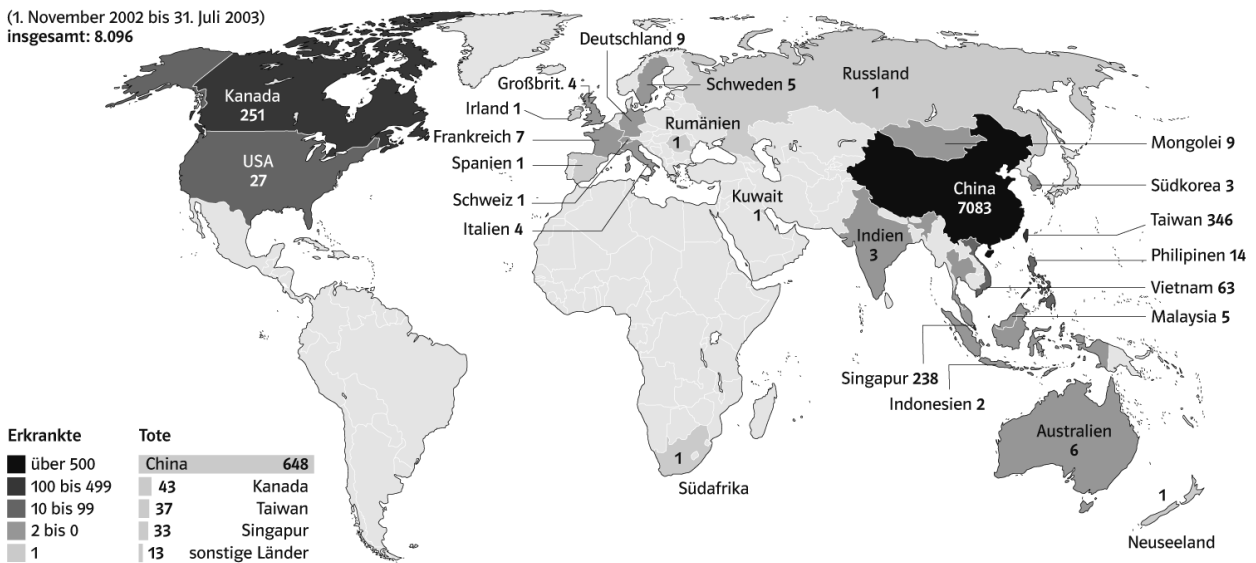 (1. November 2002 bis 31. Juli 2003)
insgesamt: 8.096
Kanada
251
USA
27
Deutschland 9
Großbrit. 4
Irland 1
Frankreich 7
Spanien 1
Schweiz 1
Italien 4
Schweden 5
Rumänien
1
Russland
1
Kuwait
1
Indien
3
China
7083
Mongolei 9
Südkorea 3
Taiwan 346
Philipinen 14
Vietnam 63
Malaysia 5
Singapur 238
Indonesien 2
Australien
6
1
Neuseeland
1
Südafrika
Erkrankte
über 500
100 bis 499
10 bis 99
2 bis 0
1
Tote
China 648
43 Kanada
37 Taiwan
33 Singapur
13 sonstige Länder